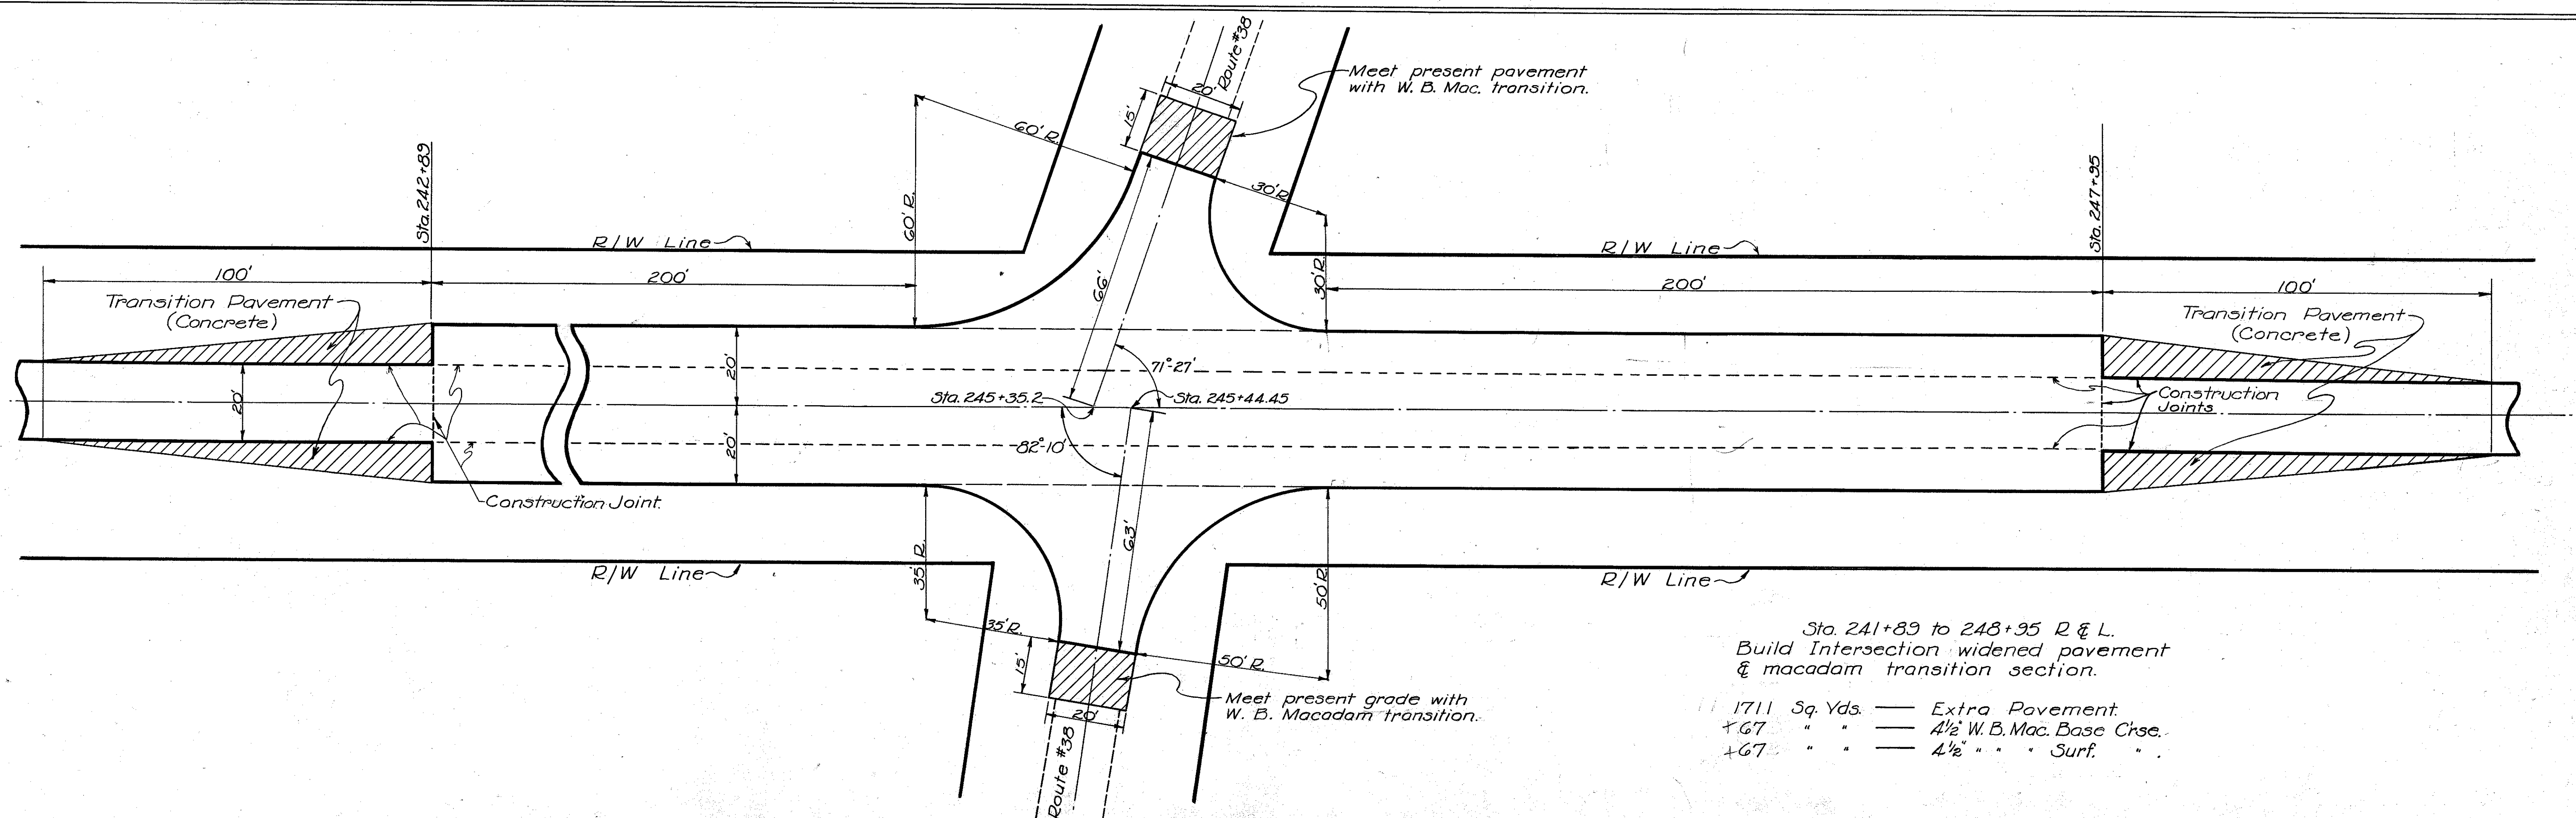 Route #38
20'
15'
Meet present pavement
with W. B. Mac. transition.
60' R.
60' R.
30' R.
30' R.
Sta. 242+89
Sta. 247+95
R/W Line
R/W Line
100'
200'
66'
200'
100'
Transition Pavement
(Concrete)
Transition Pavement
(Concrete)
20'
20'
20'
71°-27'
Sta. 245+35.2
Sta. 245+44.45
82°-10'
63'
Construction
Joints
Construction Joint.
R/W Line
R/W Line
35' R.
35' R.
50' R.
50' R.
15'
20'
Route #38
Meet present grade with
W. B. Macadam transition.
Sta. 241+89 to 248+95 R & L.
Build Intersection widened pavement
& macadam transition section.
1711 Sq. Yds. — Extra Pavement.
+67 " " — 4½" W. B. Mac. Base Crse.
+67 " " — 4½" " " Surf. " .